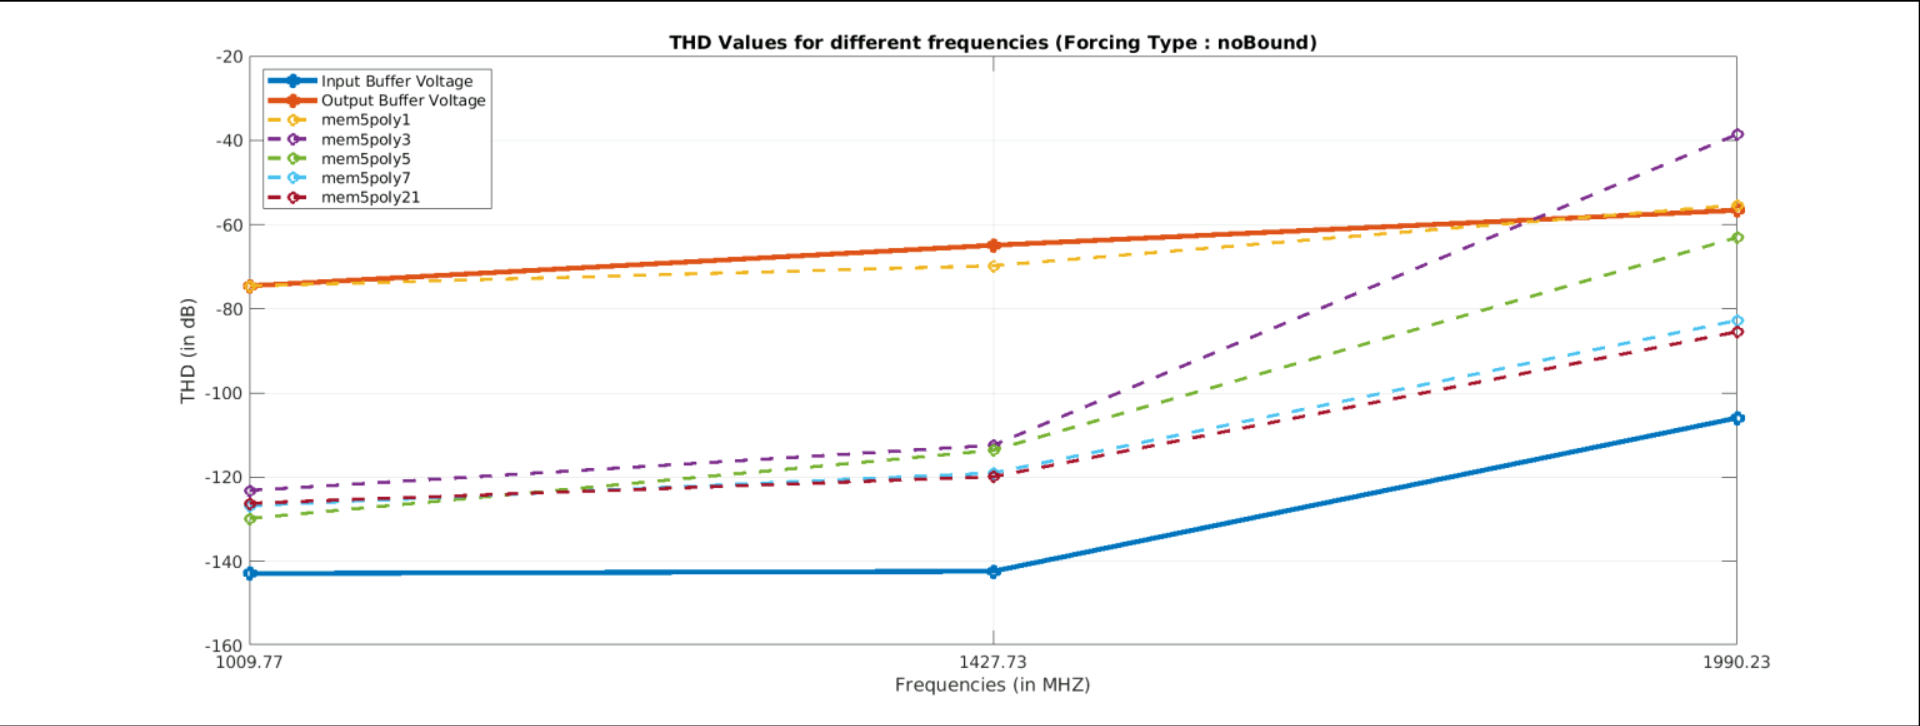 THD Values for different frequencies (Forcing Type : noBound)
-20
-40
-60
-80
-100
-120
-140
-160
THD (in dB)
Input Buffer Voltage
Output Buffer Voltage
mem5poly1
mem5poly3
mem5poly5
mem5poly7
mem5poly21
1009.77
1427.73
1990.23
Frequencies (in MHZ)